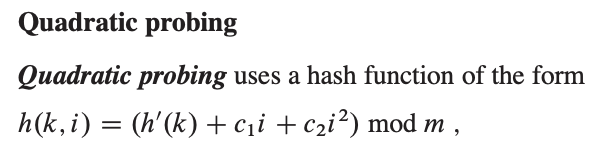 Quadratic probing
Quadratic probing uses a hash function of the form
h(k, i) = (h′(k) + c₁i + c₂i²) mod m ,